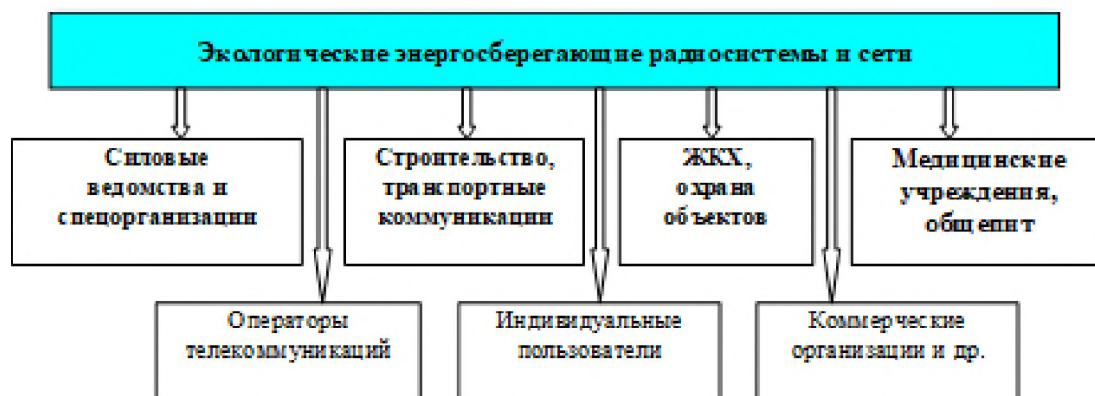 Экологические энергосберегающие радиосистемы и сети
Силовые
ведомства и
спецорганизации
Строительство,
транспортные
коммуникации
ЖКХ,
охрана
объектов
Медицинские
учреждения,
общепит
Операторы
телекоммуникаций
Индивидуальные
пользователи
Коммерческие
организации и др.